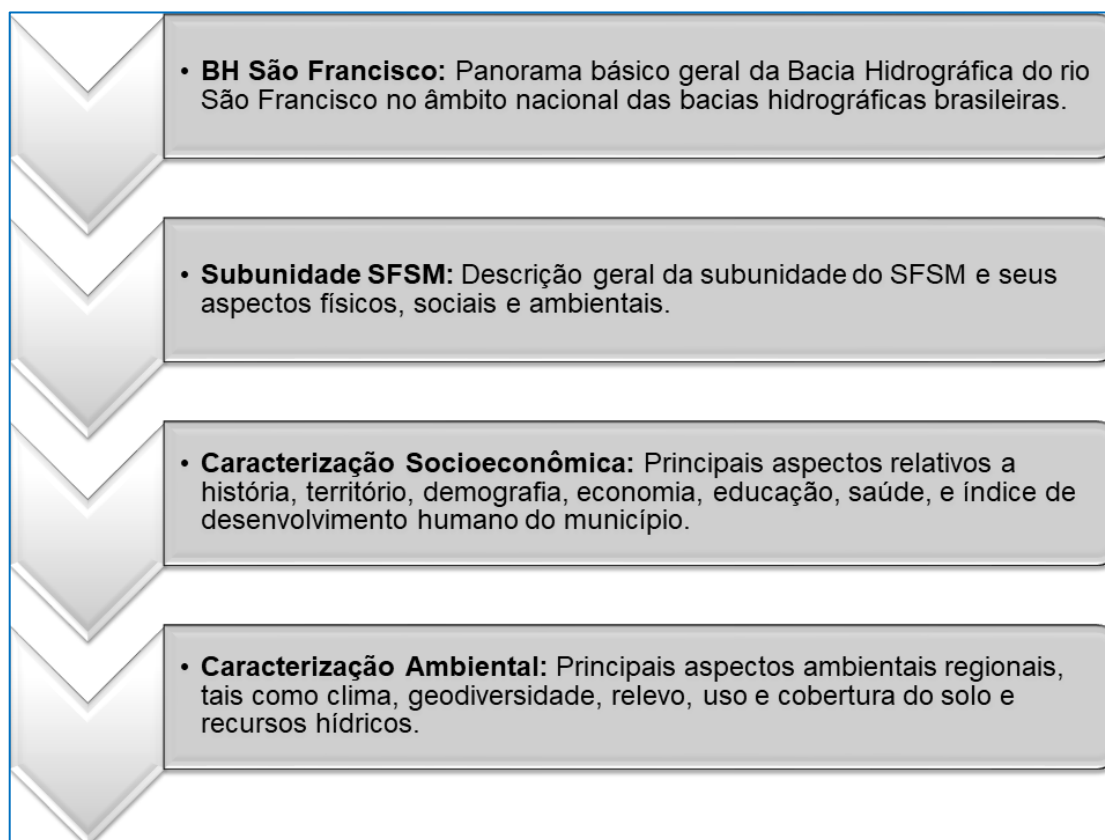 • BH São Francisco: Panorama básico geral da Bacia Hidrográfica do rio
São Francisco no âmbito nacional das bacias hidrográficas brasileiras.
• Subunidade SFSM: Descrição geral da subunidade do SFSM e seus
aspectos físicos, sociais e ambientais.
• Caracterização Socioeconômica: Principais aspectos relativos a
história, território, demografia, economia, educação, saúde, e índice de
desenvolvimento humano do município.
• Caracterização Ambiental: Principais aspectos ambientais regionais,
tais como clima, geodiversidade, relevo, uso e cobertura do solo e
recursos hídricos.